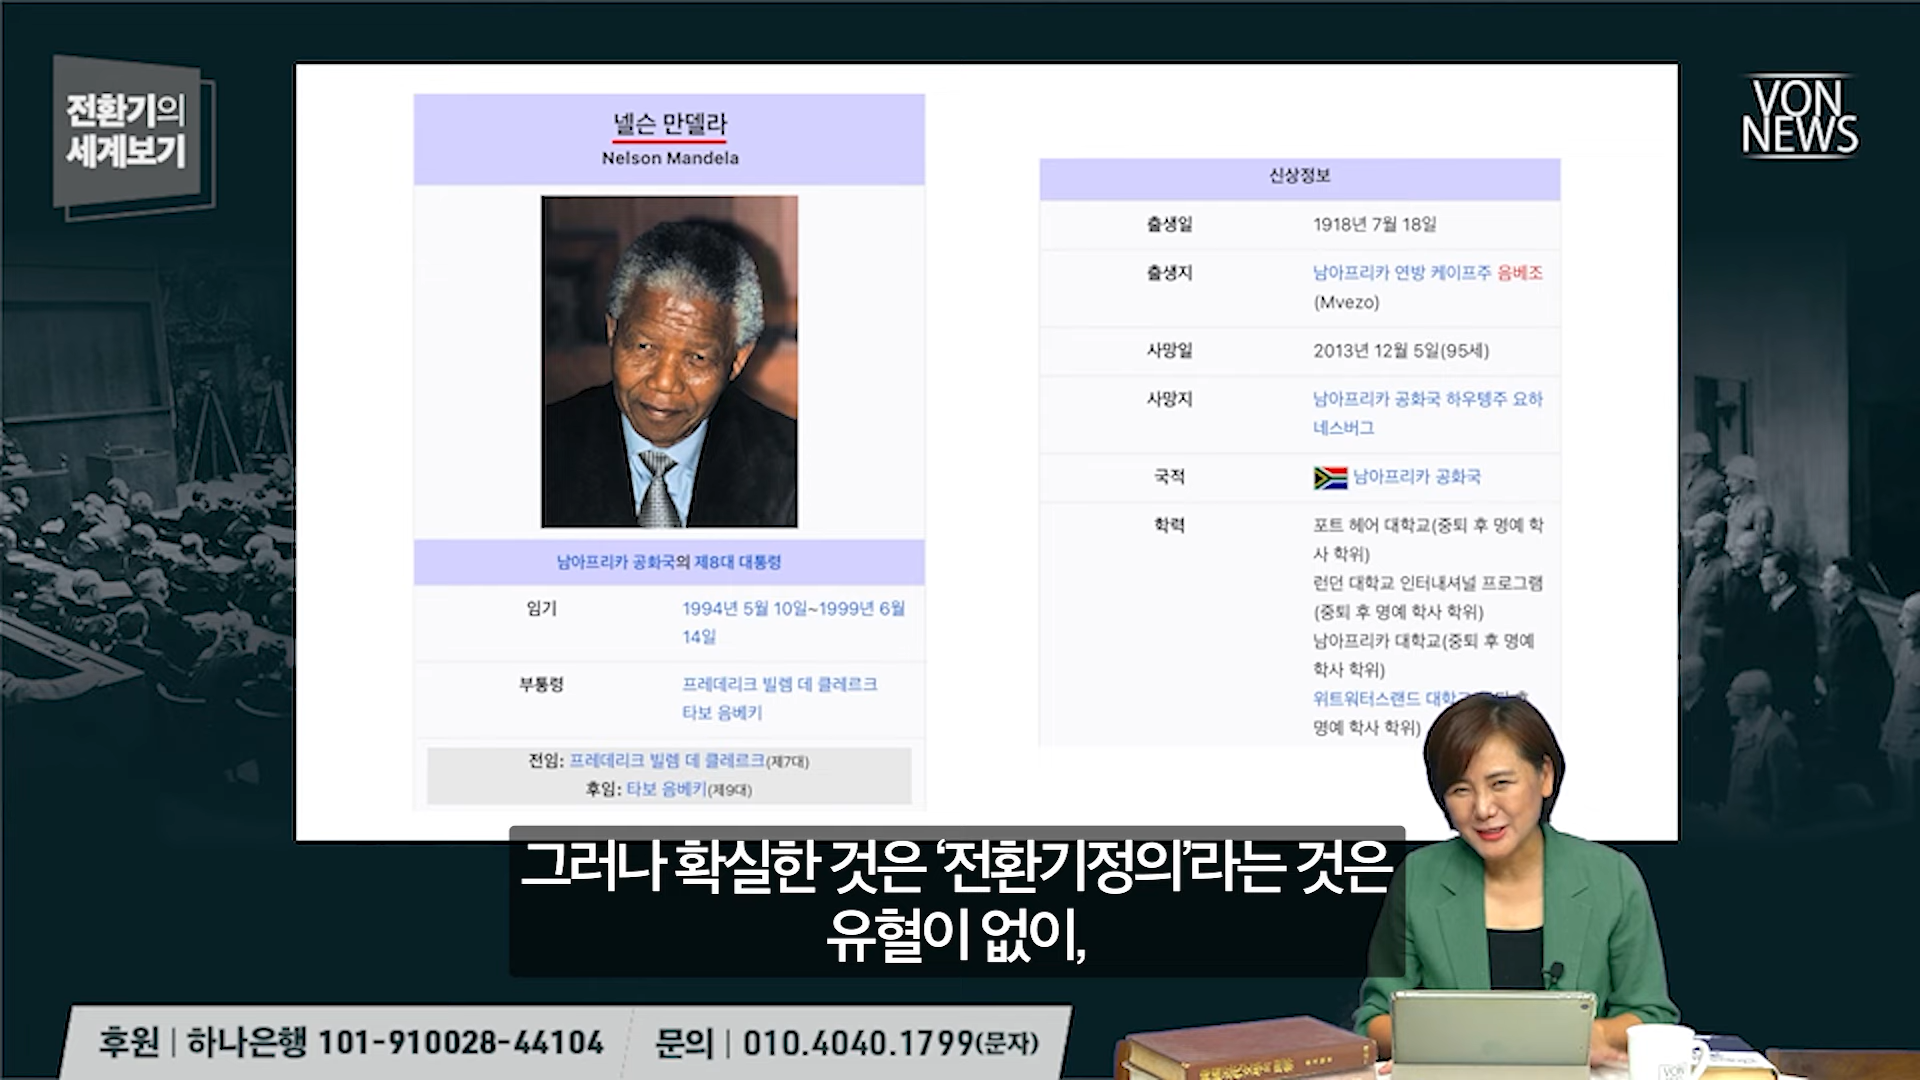 전환기의
세계보기
VON
NEWS
넬슨 만델라
Nelson Mandela
남아프리카 공화국의 제8대 대통령
임기
1994년 5월 10일~1999년 6월
14일
부통령
프레데리크 빌렘 데 클레르크
타보 음베키
전임: 프레데리크 빌렘 데 클레르크(제7대)
후임: 타보 음베키(제9대)
신상정보
출생일
1918년 7월 18일
출생지
남아프리카 연방 케이프주 음베조
(Mvezo)
사망일
2013년 12월 5일(95세)
사망지
남아프리카 공화국 하우텡주 요하
네스버그
국적
남아프리카 공화국
학력
포트 헤어 대학교(중퇴 후 명예 학
사 학위)
런던 대학교 인터내셔널 프로그램
(중퇴 후 명예 학사 학위)
남아프리카 대학교(중퇴 후 명예
학사 학위)
위트워터스랜드
명예 학사 학위)
그러나 확실한 것은 ‘전환기정의’라는 것은
유혈이 없이,
후원 | 하나은행 101-910028-44104
문의 | 010.4040.1799(문자)
VON